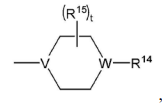 (R¹⁵)t
V W R¹⁴
,